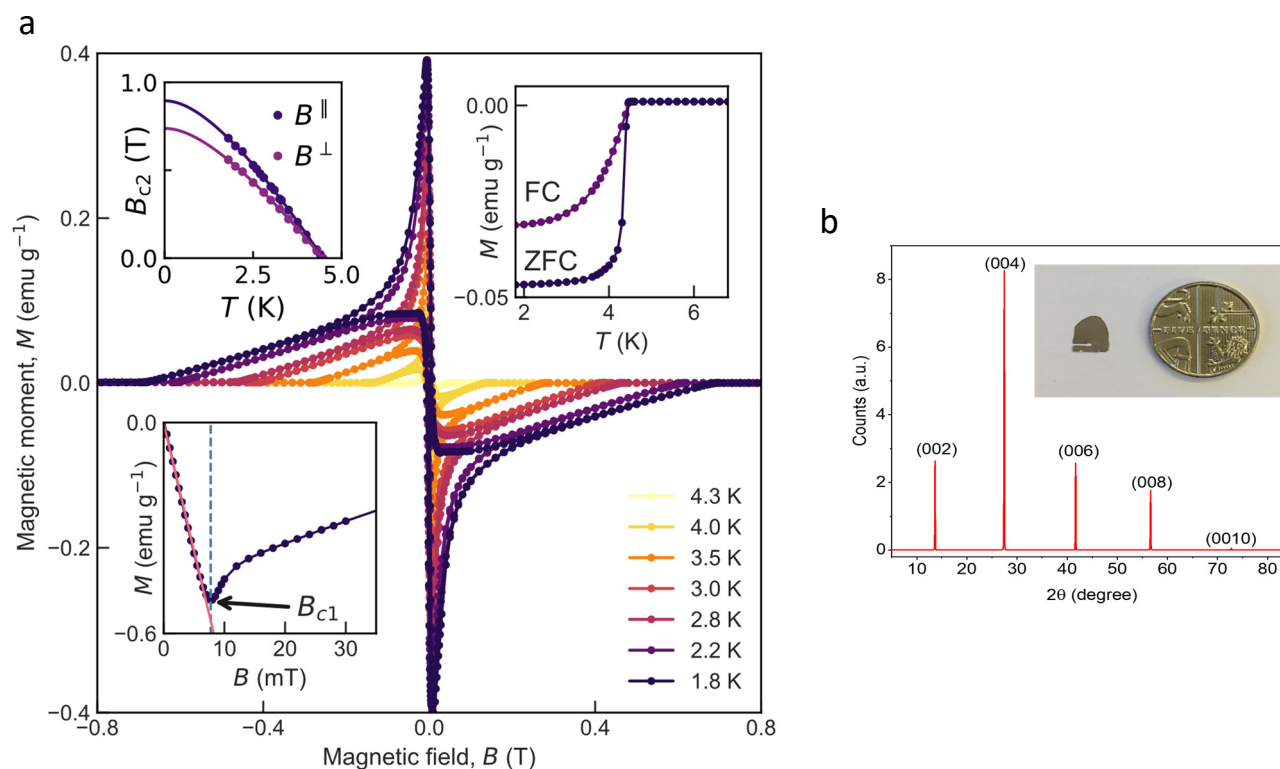 a
0.4
0.2
0.0
−0.2
−0.4
Magnetic moment, M (emu g⁻¹)
−0.8
−0.4
0.0
0.4
0.8
Magnetic field, B (T)
1.0
0.0
B_c2 (T)
B ∥
B ⊥
0.0
2.5
5.0
T (K)
0.00
−0.05
M (emu g⁻¹)
FC
ZFC
2
4
6
T (K)
0.0
−0.6
M (emu g⁻¹)
B_c1
0
10
20
30
B (mT)
4.3 K
4.0 K
3.5 K
3.0 K
2.8 K
2.2 K
1.8 K
b
8
6
4
2
0
Counts (a.u.)
(002)
(004)
(006)
(008)
(0010)
FIVE PENCE
10
20
30
40
50
60
70
80
2θ (degree)